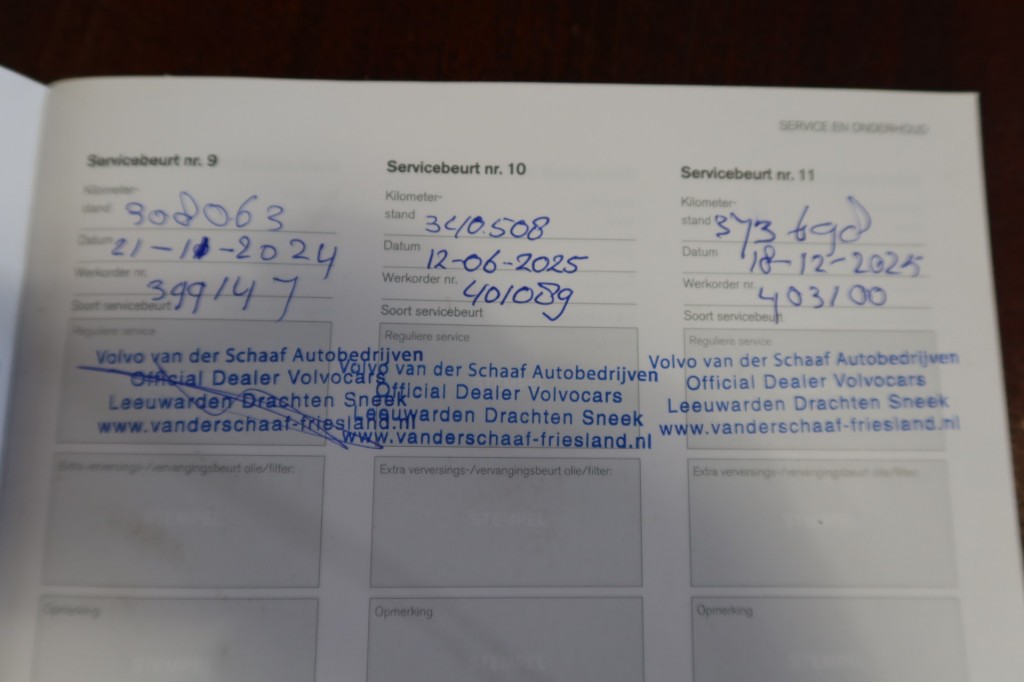 SERVICE EN ONDERHOUD
Servicebeurt nr. 9
Kilometer-
stand 308063
Datum 21-11-2024
Werkorder nr. 399147
Soort servicebeurt
Reguliere service
Volvo van der Schaaf Autobedrijven
Official Dealer Volvocars
Leeuwarden Drachten Sneek
www.vanderschaaf-friesland.nl
Extra verversings-/vervangingsbeurt olie/filter:
STEMPEL
Opmerking
STEMPEL
Servicebeurt nr. 10
Kilometer-
stand 340.508
Datum 12-06-2025
Werkorder nr. 401089
Soort servicebeurt
Reguliere service
Volvo van der Schaaf Autobedrijven
Official Dealer Volvocars
Leeuwarden Drachten Sneek
www.vanderschaaf-friesland.nl
Extra verversings-/vervangingsbeurt olie/filter:
STEMPEL
Opmerking
STEMPEL
Servicebeurt nr. 11
Kilometer-
stand 373
Datum 18-12-2025
Werkorder nr. 403100
Soort servicebeurt
Reguliere service
Volvo van der Schaaf Autobedrijven
Official Dealer Volvocars
Leeuwarden Drachten Sneek
www.vanderschaaf-friesland.nl
Extra verversings-/vervangingsbeurt olie/filter:
STEMPEL
Opmerking